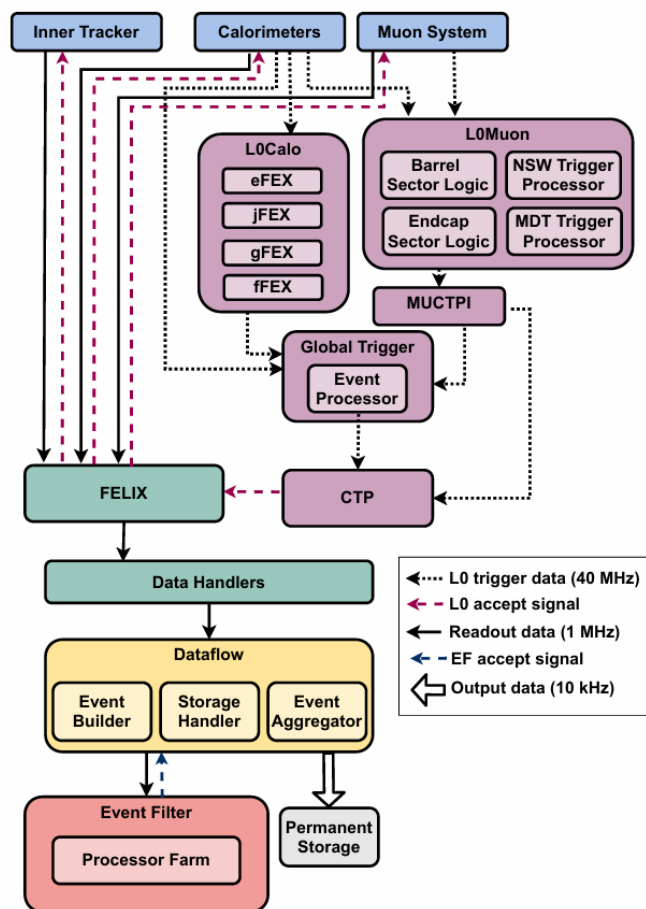 Inner Tracker
Calorimeters
Muon System
L0Calo
eFEX
jFEX
gFEX
fFEX
L0Muon
Barrel
Sector Logic
NSW Trigger
Processor
Endcap
Sector Logic
MDT Trigger
Processor
MUCTPI
Global Trigger
Event
Processor
FELIX
CTP
Data Handlers
Dataflow
Event
Builder
Storage
Handler
Event
Aggregator
Event Filter
Processor Farm
Permanent
Storage
L0 trigger data (40 MHz)
L0 accept signal
Readout data (1 MHz)
EF accept signal
Output data (10 kHz)